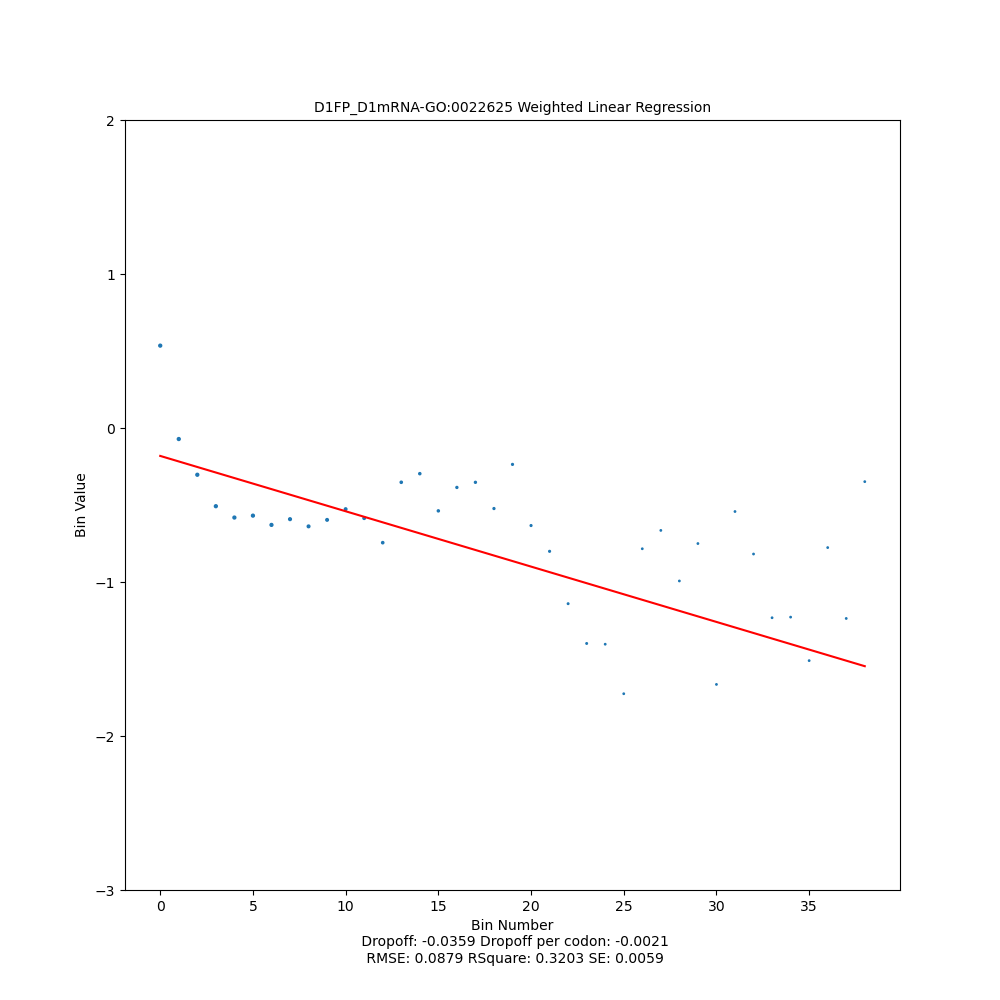 D1FP_D1mRNA-GO:0022625 Weighted Linear Regression
2
1
0
−1
−2
−3
Bin Value
0 5 10 15 20 25 30 35
Bin Number
Dropoff: -0.0359 Dropoff per codon: -0.0021
RMSE: 0.0879 RSquare: 0.3203 SE: 0.0059